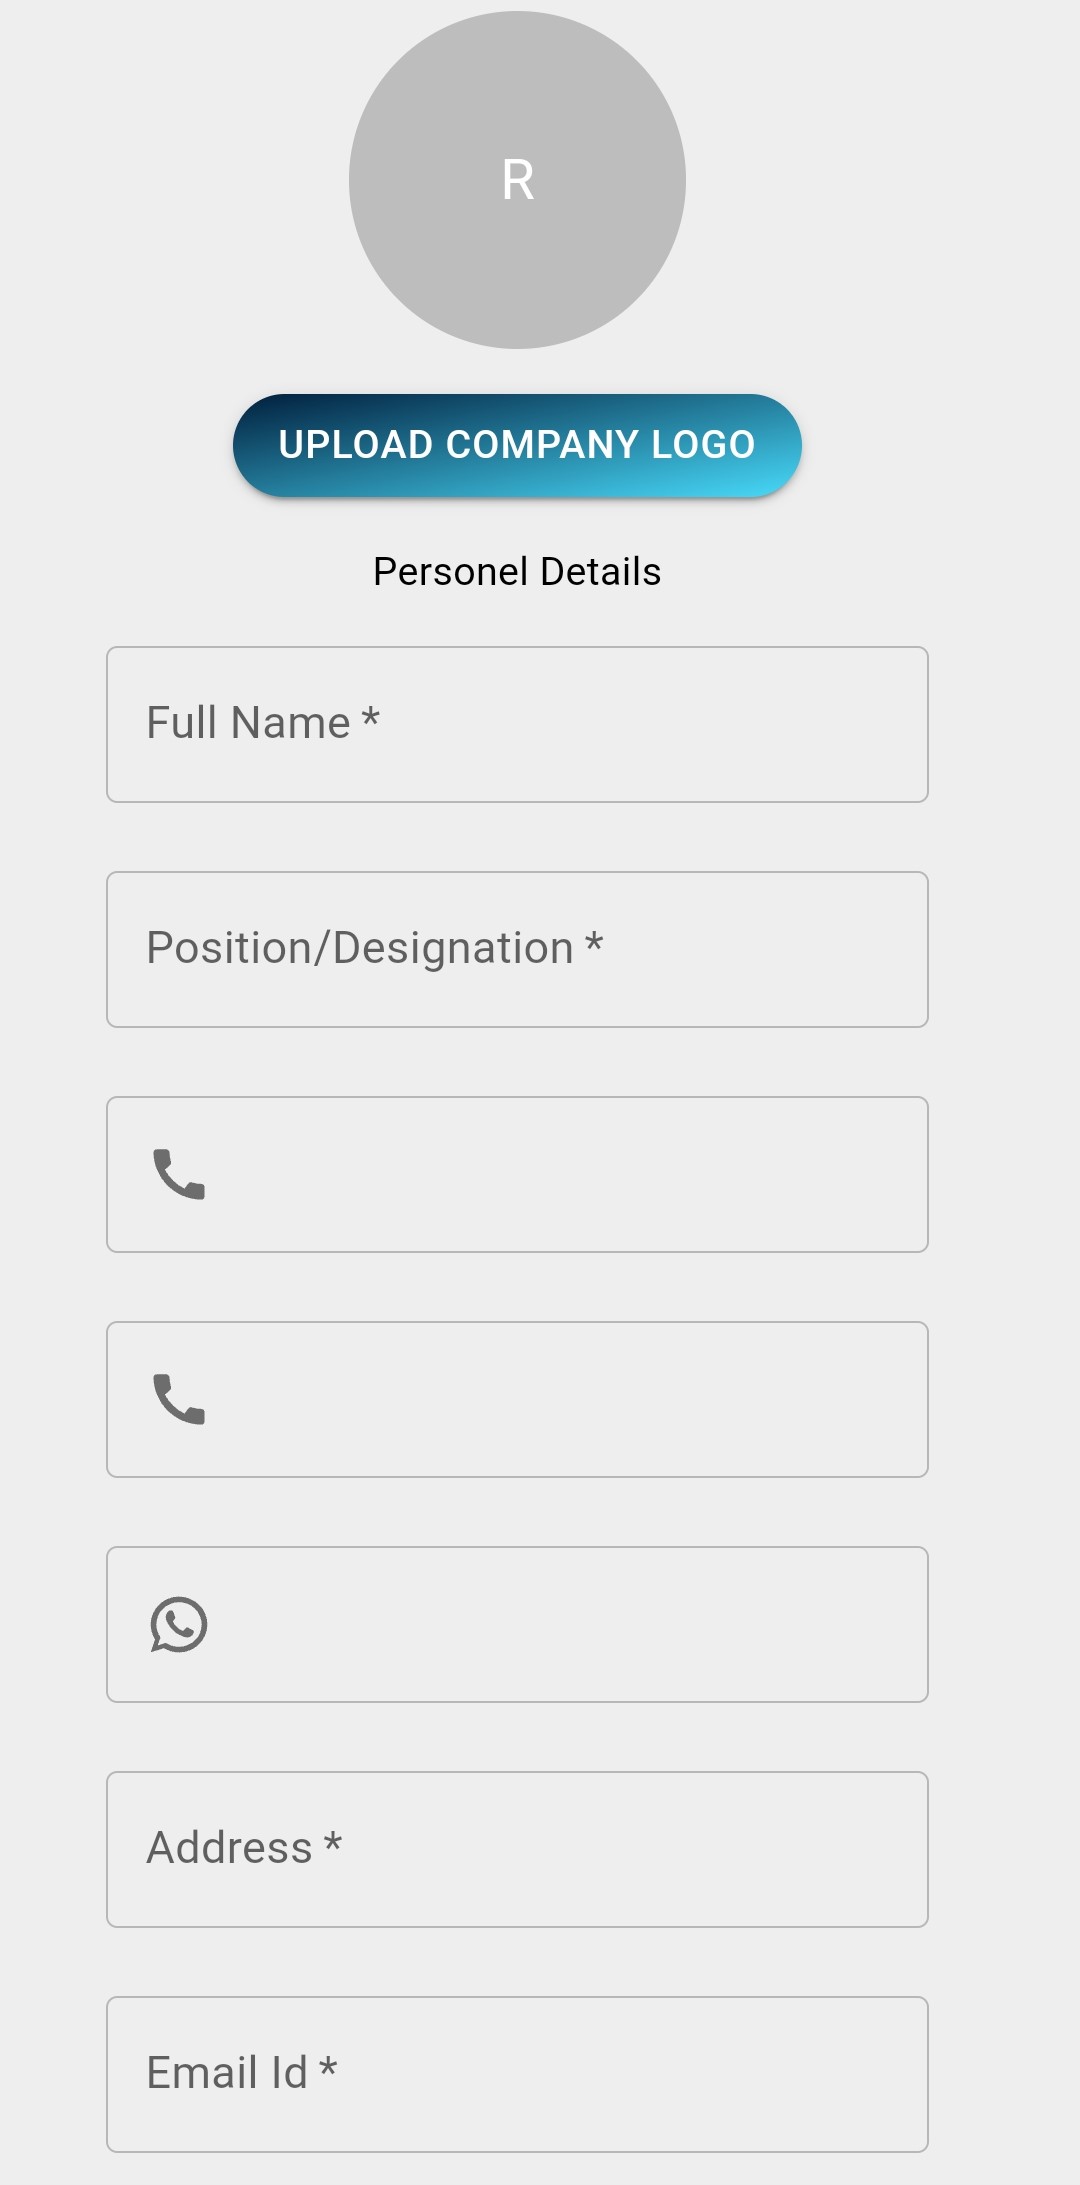 R
UPLOAD COMPANY LOGO
Personel Details
Full Name *
Position/Designation *
Address *
Email Id *